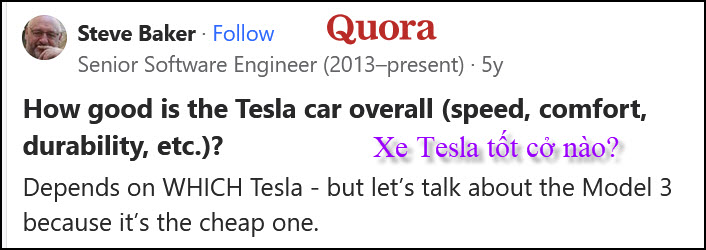 Steve Baker · Follow
Quora
Senior Software Engineer (2013–present) · 5y
How good is the Tesla car overall (speed, comfort,
durability, etc.)?
Xe Tesla tốt cở nào?
Depends on WHICH Tesla - but let's talk about the Model 3
because it's the cheap one.